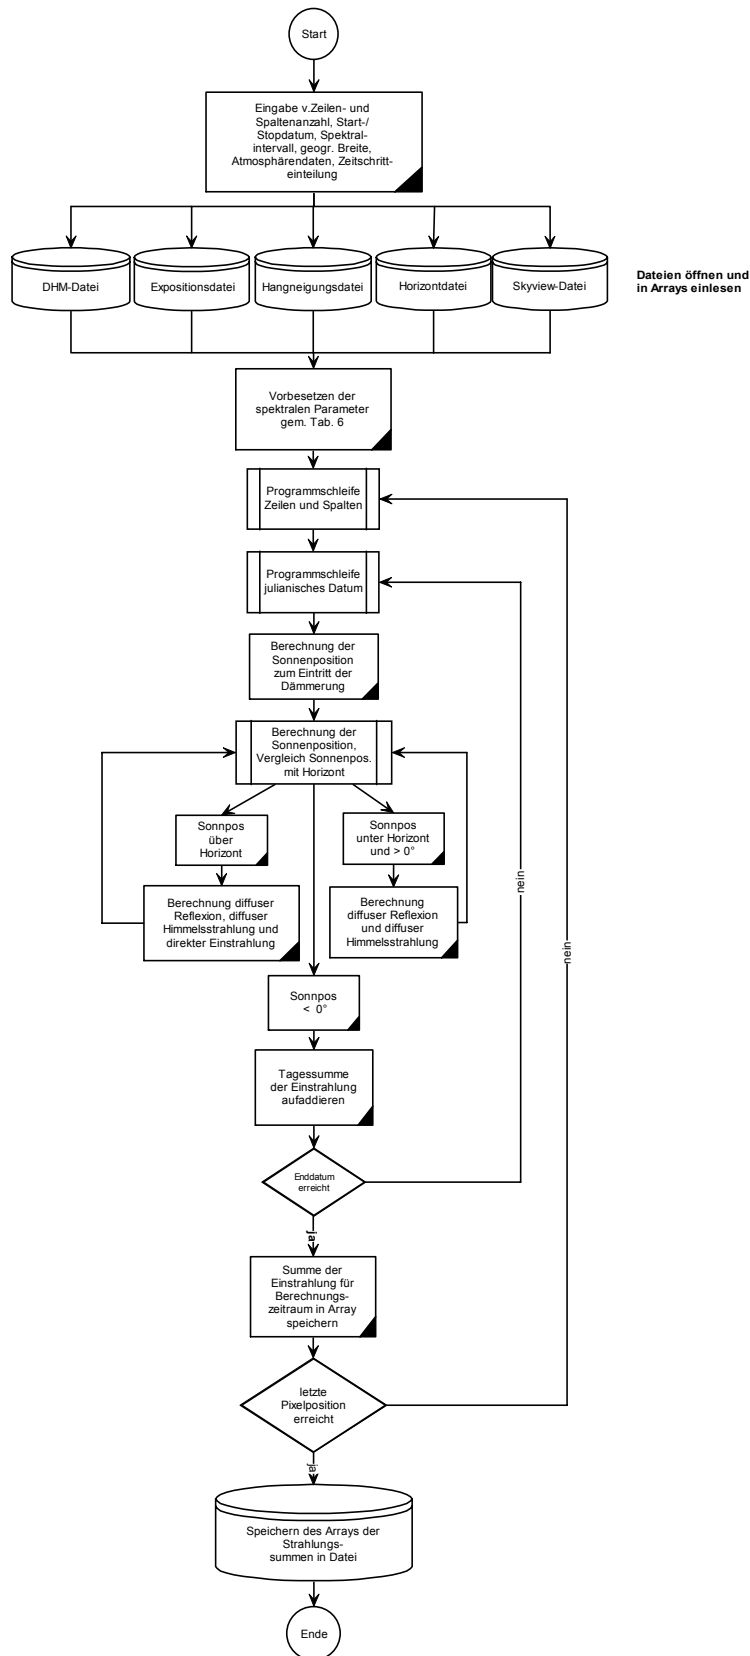 Start
Eingabe v.Zeilen- und
Spaltenanzahl, Start-/
Stopdatum, Spektral-
intervall, geogr. Breite,
Atmosphärendaten, Zeitschritt-
einteilung
DHM-Datei
Expositionsdatei
Hangneigungsdatei
Horizontdatei
Skyview-Datei
Dateien öffnen und
in Arrays einlesen
Vorbesetzen der
spektralen Parameter
gem. Tab. 6
Programmschleife
Zeilen und Spalten
Programmschleife
julianisches Datum
Berechnung der
Sonnenposition
zum Eintritt der
Dämmerung
Berechnung der
Sonnenposition,
Vergleich Sonnenpos.
mit Horizont
Sonnpos
über
Horizont
Sonnpos
unter Horizont
und > 0°
Berechnung diffuser
Reflexion, diffuser
Himmelsstrahlung und
direkter Einstrahlung
Berechnung
diffuser Reflexion
und diffuser
Himmelsstrahlung
nein
nein
Sonnpos
< 0°
Tagessumme
der Einstrahlung
aufaddieren
Enddatum
erreicht
ja
Summe der
Einstrahlung für
Berechnungs-
zeitraum in Array
speichern
letzte
Pixelposition
erreicht
ja
Speichern des Arrays der
Strahlungs-
summen in Datei
Ende